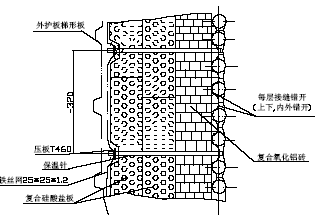 外护板梯形板
~320
每层接缝错开
(上下,内外错开)
压板T460
保温针
铁丝网25*25*1.2
复合硅酸盐板
复合氧化铝砖